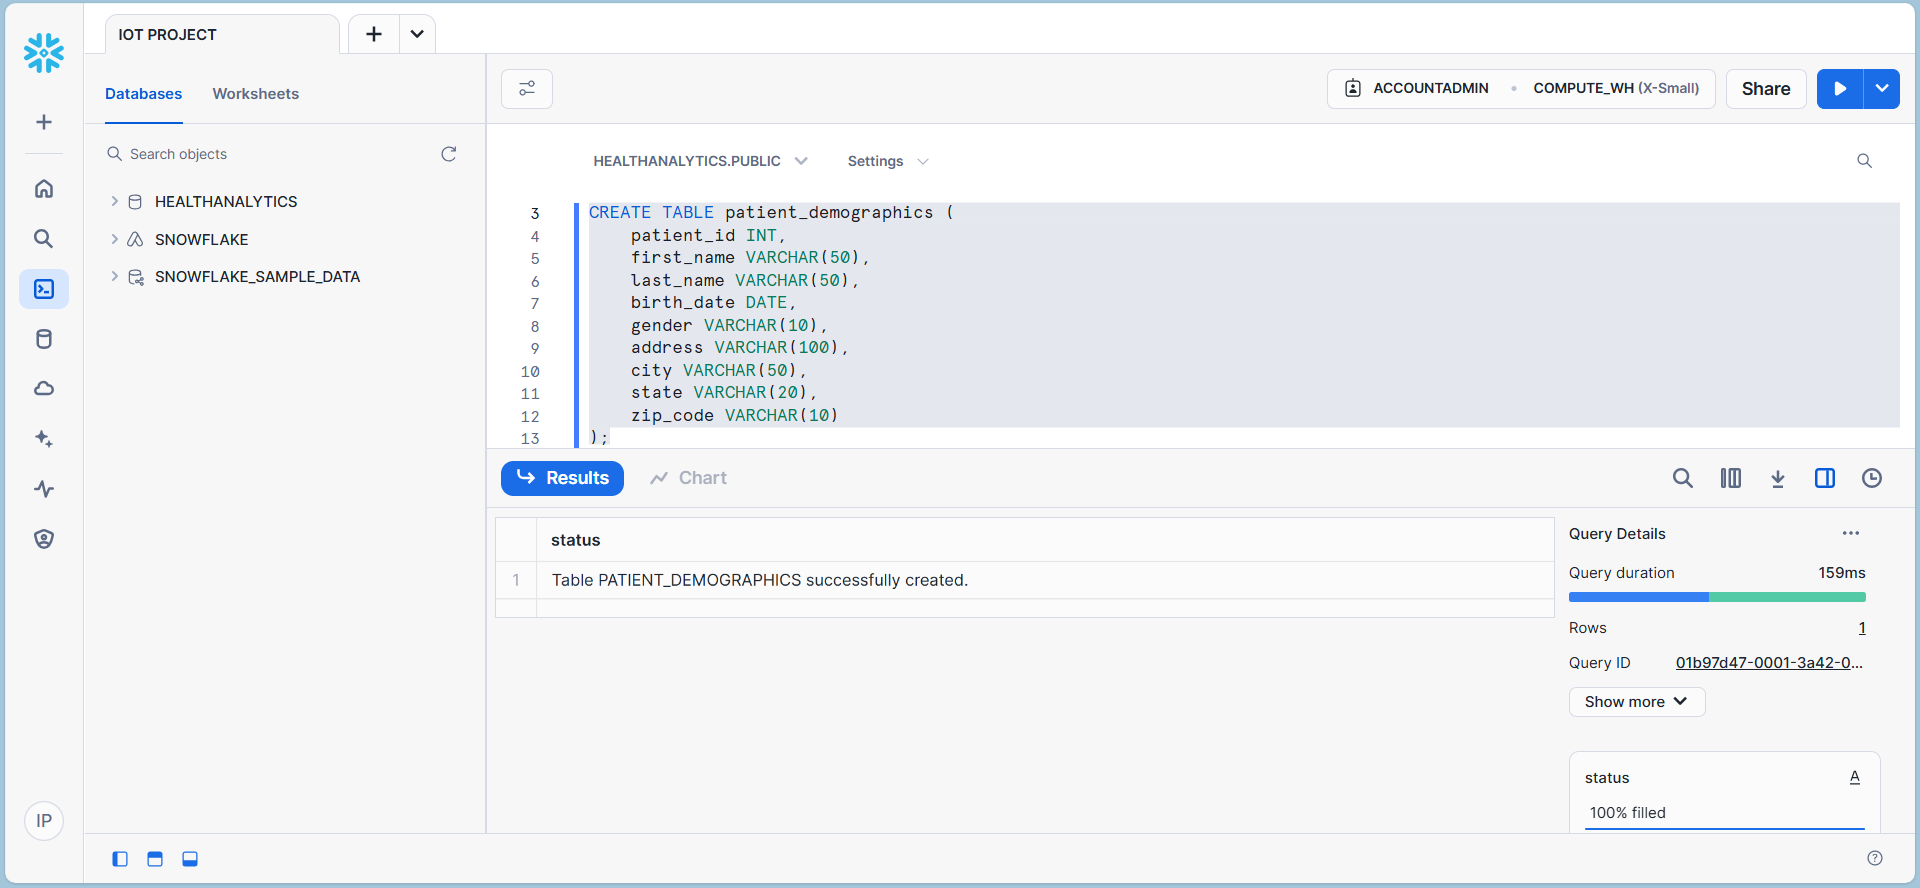 IOT PROJECT
Databases
Worksheets
ACCOUNTADMIN
COMPUTE_WH (X-Small)
Share
Search objects
HEALTHANALYTICS
SNOWFLAKE
SNOWFLAKE_SAMPLE_DATA
HEALTHANALYTICS.PUBLIC
Settings
3 CREATE TABLE patient_demographics (
4 patient_id INT,
5 first_name VARCHAR(50),
6 last_name VARCHAR(50),
7 birth_date DATE,
8 gender VARCHAR(10),
9 address VARCHAR(100),
10 city VARCHAR(50),
11 state VARCHAR(20),
12 zip_code VARCHAR(10)
13 );
Results
Chart
status
1 Table PATIENT_DEMOGRAPHICS successfully created.
Query Details
Query duration 159ms
Rows 1
Query ID 01b97d47-0001-3a42-0...
Show more
status A
100% filled
IP